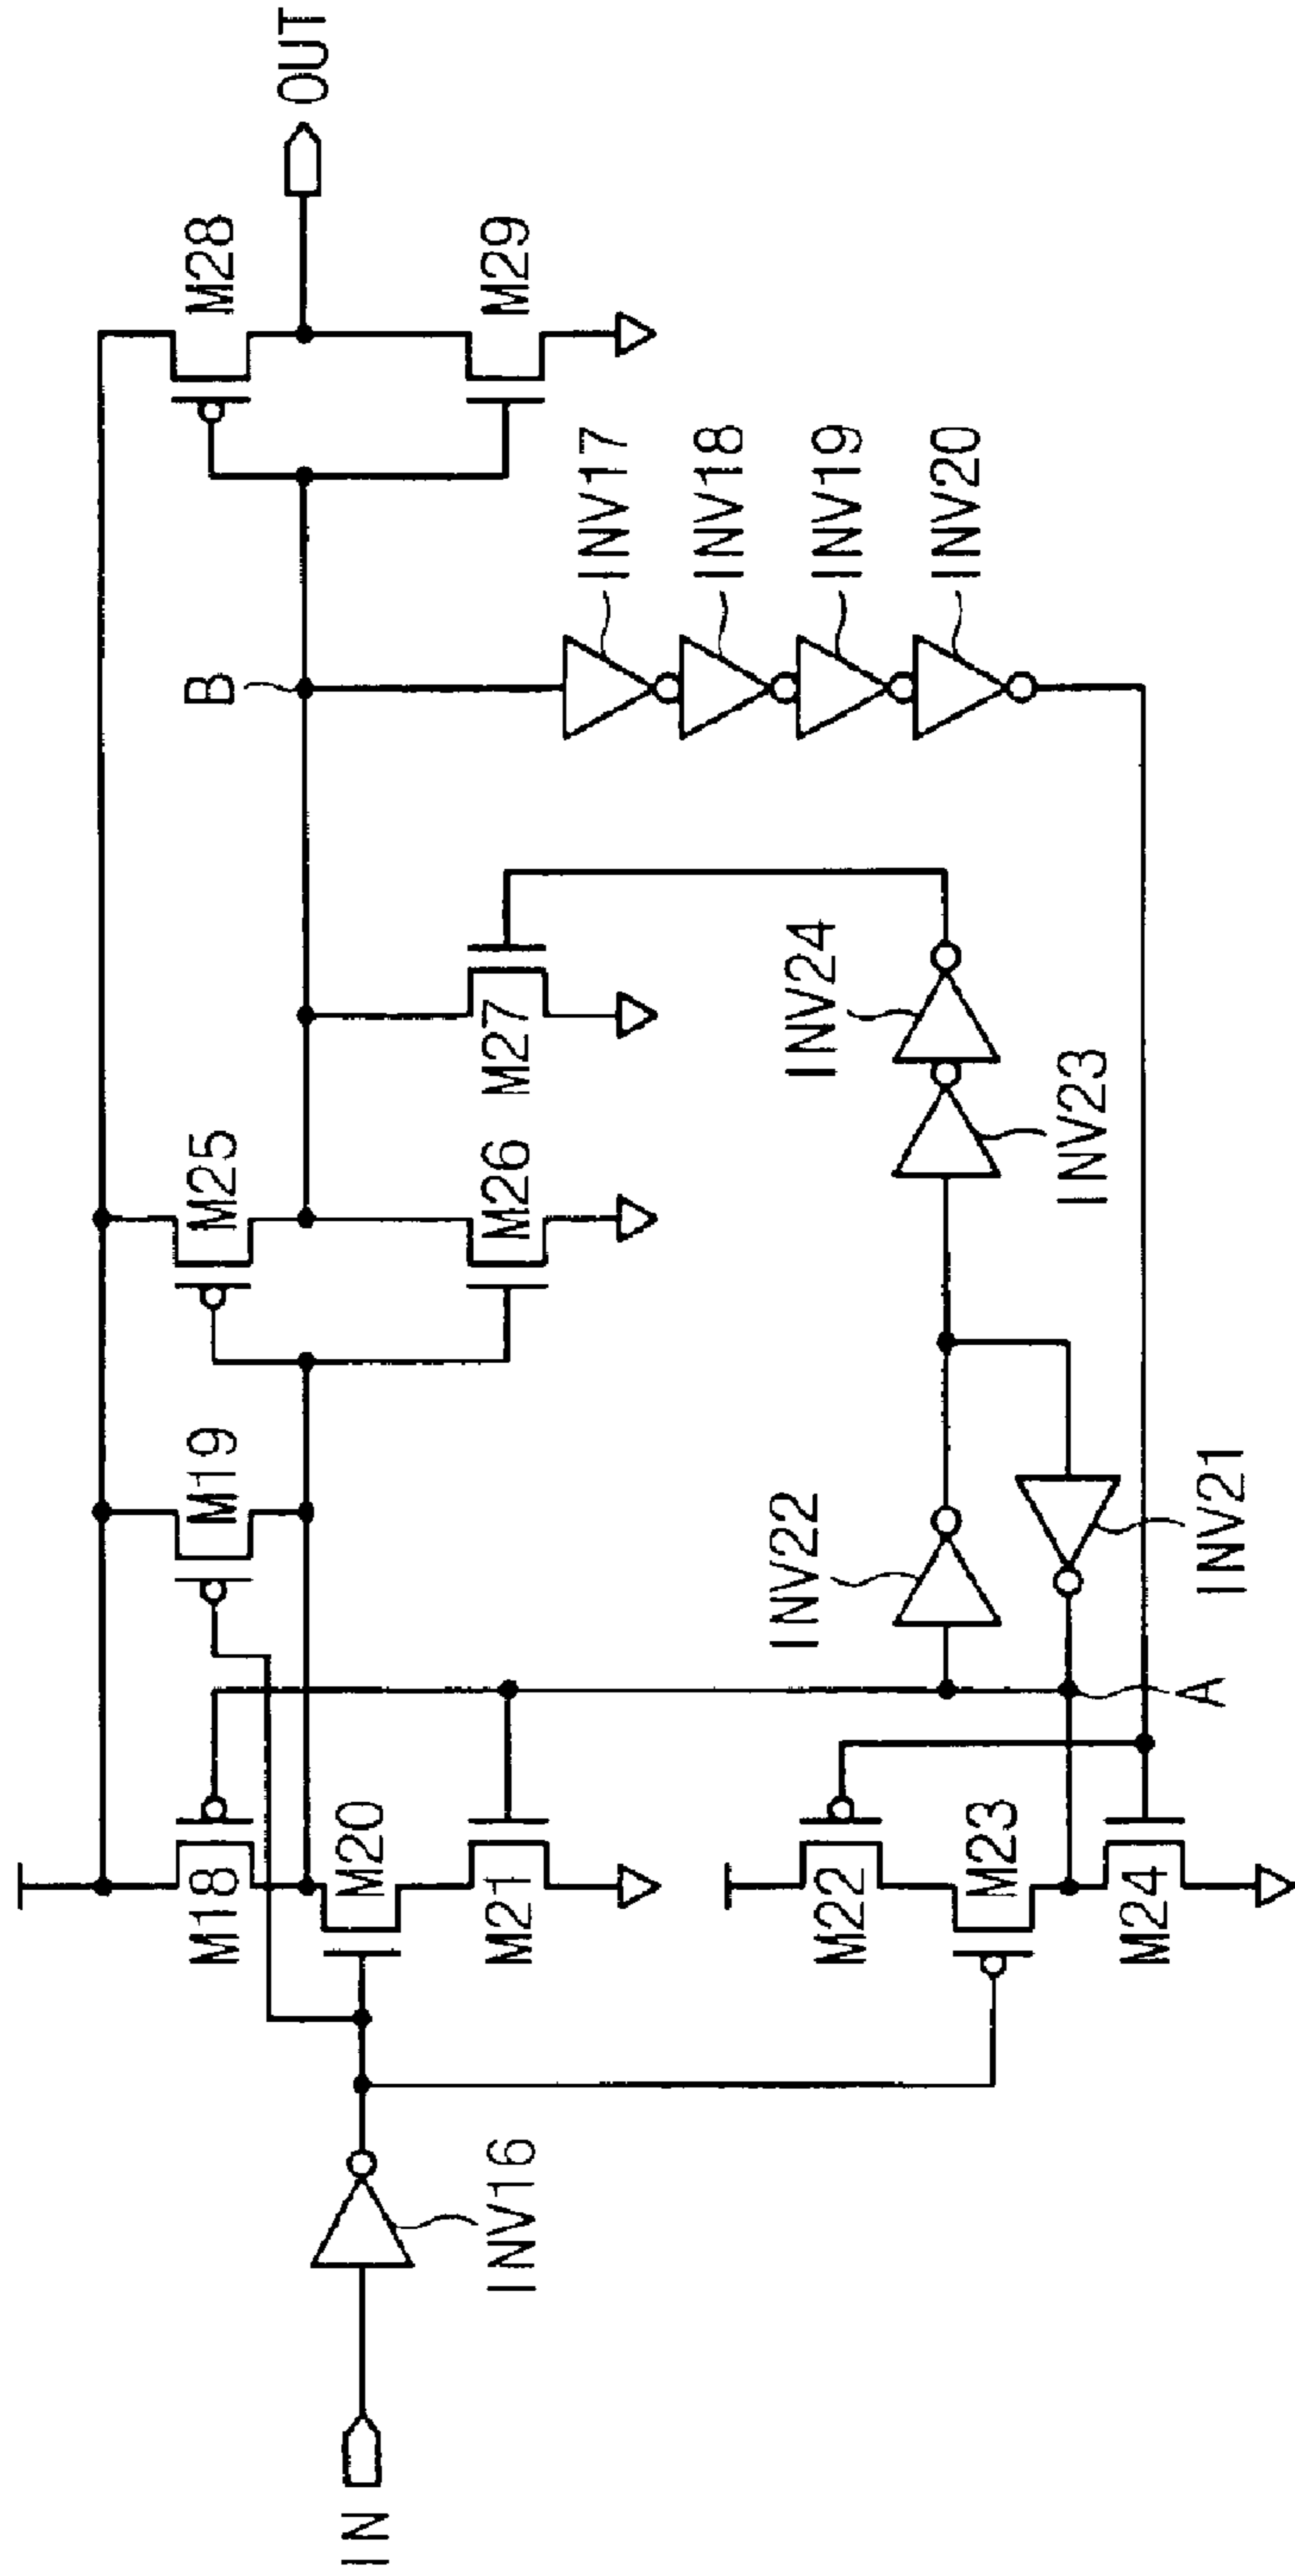 IN
INV16
M18
M20
M21
M22
M23
M24
M19
A
INV22
INV21
M25
M26
M27
INV23
INV24
B
INV17
INV18
INV19
INV20
M28
M29
OUT